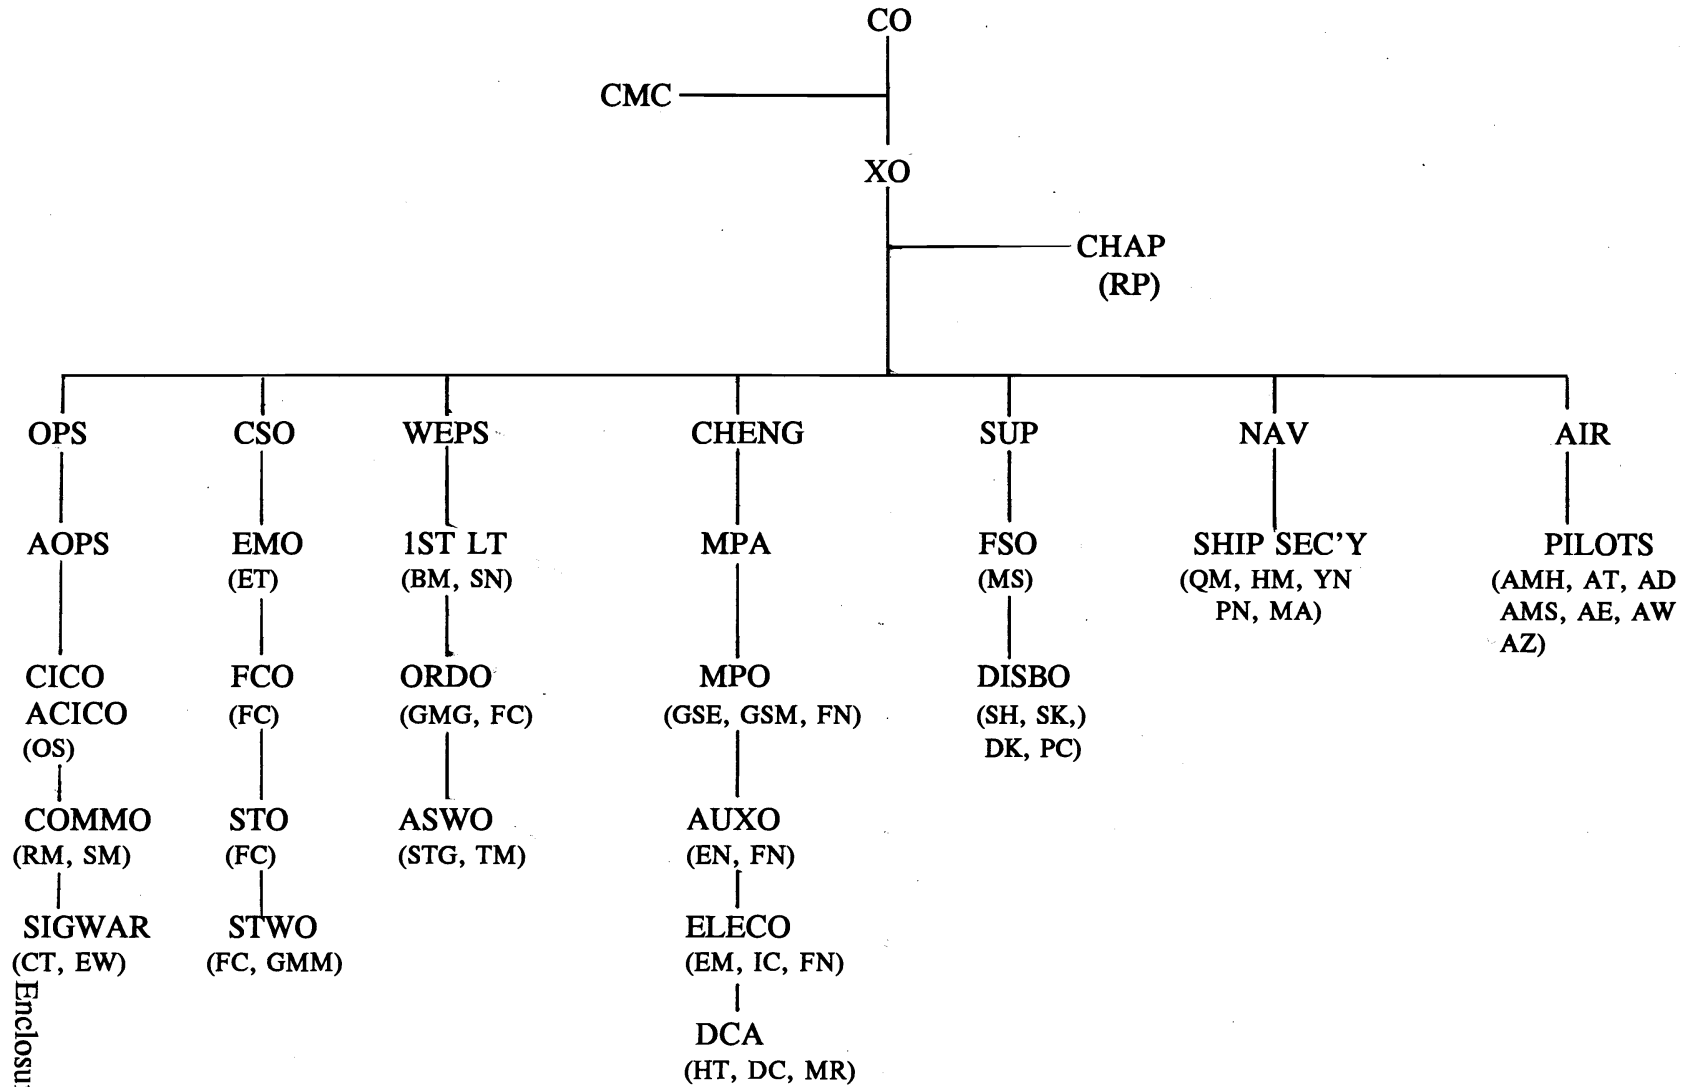 CO
CMC
XO
CHAP
(RP)
OPS CSO WEPS CHENG SUP NAV AIR
AOPS EMO 1ST LT MPA FSO SHIP SEC'Y PILOTS
(ET) (BM, SN) (MS) (QM, HM, YN (AMH, AT, AD
PN, MA) AMS, AE, AW
AZ)
CICO FCO ORDO MPO DISBO
ACICO (FC) (GMG, FC) (GSE, GSM, FN) (SH, SK,)
(OS) DK, PC)
COMMO STO ASWO AUXO
(RM, SM) (FC) (STG, TM) (EN, FN)
SIGWAR STWO ELECO
(CT, EW) (FC, GMM) (EM, IC, FN)
DCA
(HT, DC, MR)